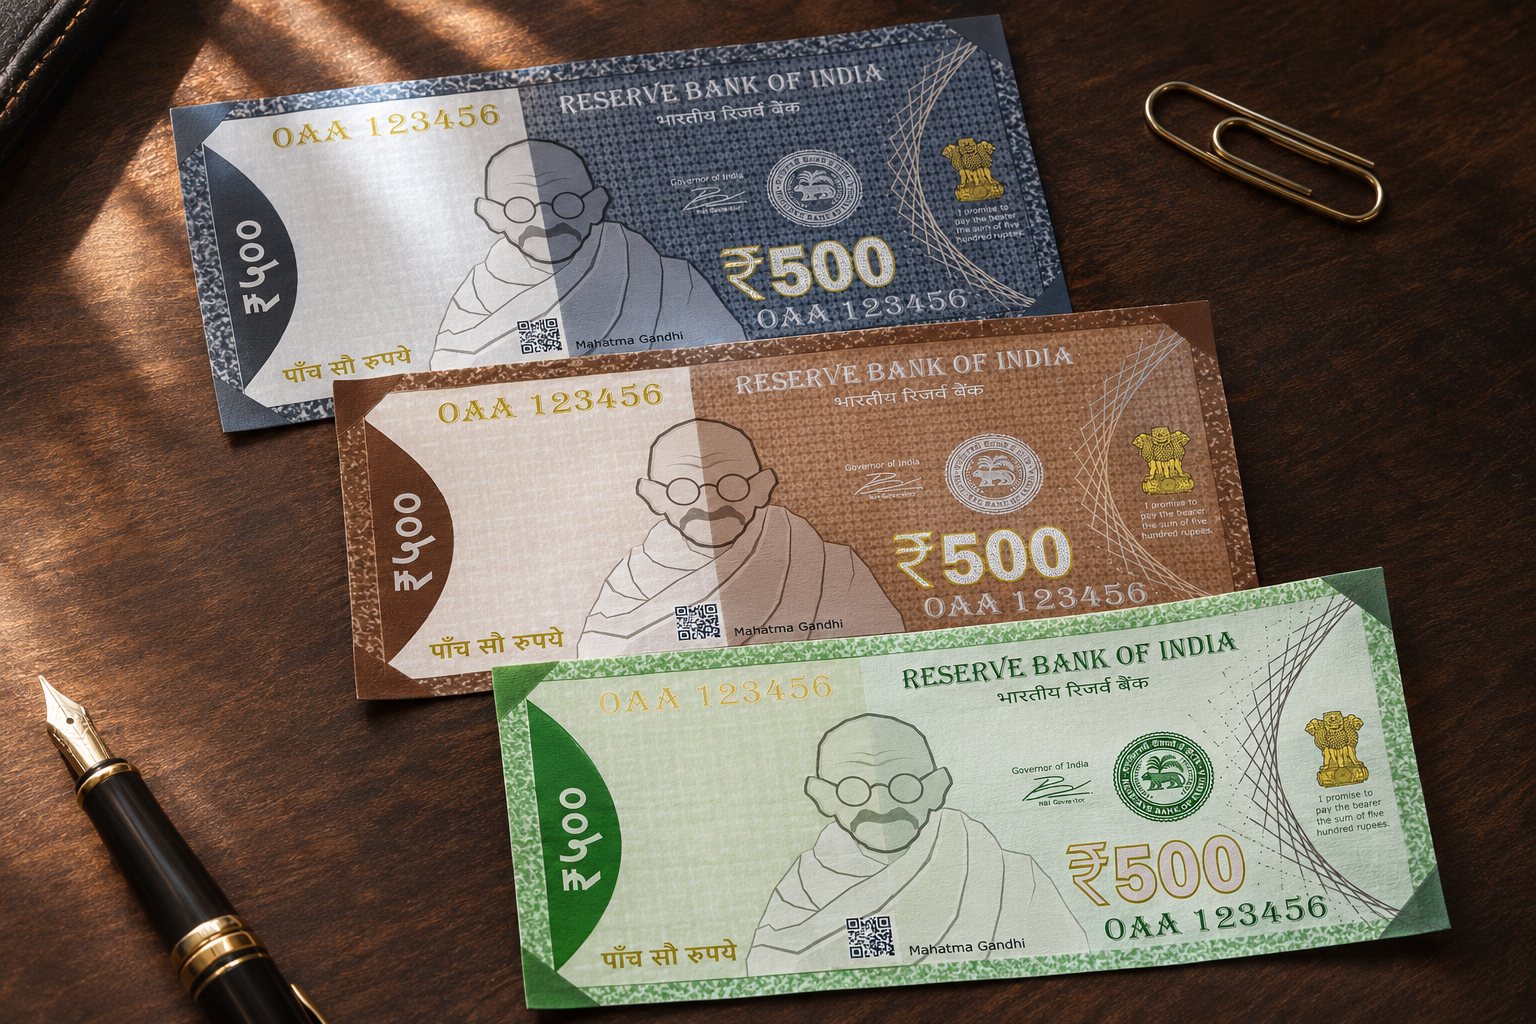 OAA 123456
RESERVE BANK OF INDIA
भारतीय रिजर्व बैंक
Governor of India
₹५००
I promise to
pay the bearer
the sum of five
hundred rupees.
₹500
OAA 123456
Mahatma Gandhi
पाँच सौ रुपये
OAA 123456
RESERVE BANK OF INDIA
भारतीय रिजर्व बैंक
Governor of India
₹५००
I promise to
pay the bearer
the sum of five
hundred rupees.
₹500
OAA 123456
Mahatma Gandhi
पाँच सौ रुपये
OAA 123456
RESERVE BANK OF INDIA
भारतीय रिजर्व बैंक
Governor of India
₹५००
I promise to
pay the bearer
the sum of five
hundred rupees.
₹500
OAA 123456
Mahatma Gandhi
पाँच सौ रुपये